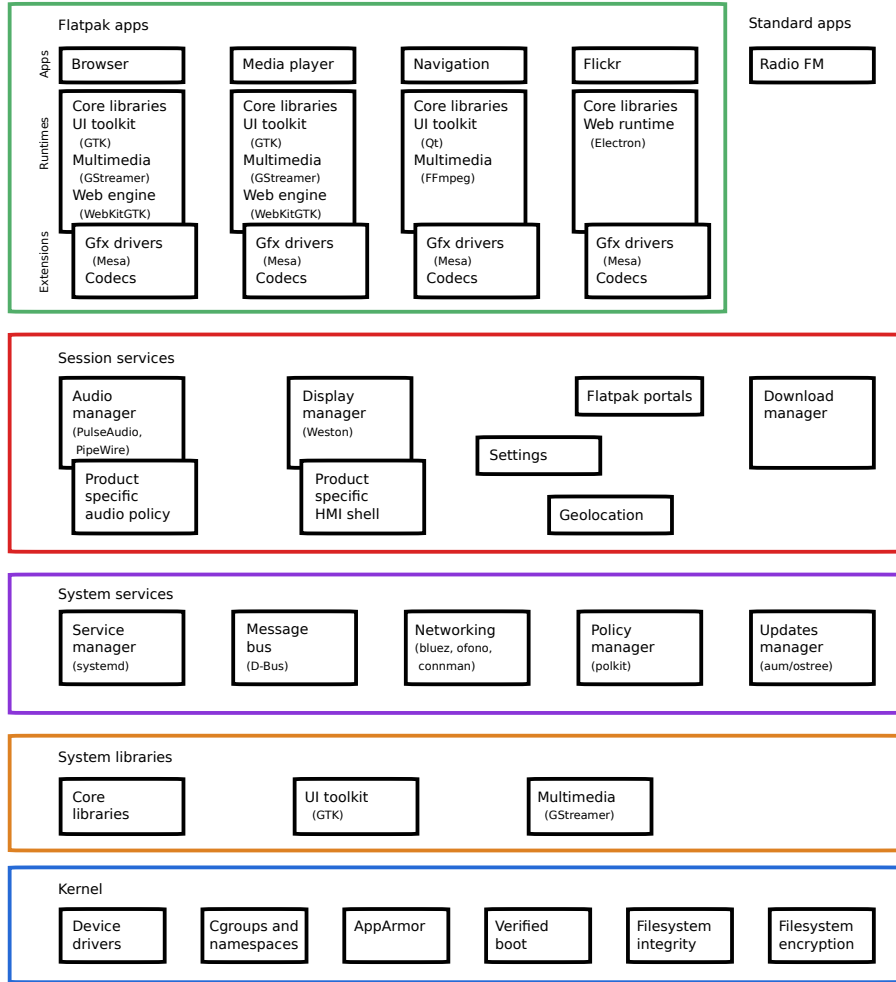 Flatpak apps
Standard apps
Apps
Browser
Media player
Navigation
Flickr
Radio FM
Runtimes
Core libraries
UI toolkit
(GTK)
Multimedia
(GStreamer)
Web engine
(WebKitGTK)
Core libraries
UI toolkit
(GTK)
Multimedia
(GStreamer)
Web engine
(WebKitGTK)
Core libraries
UI toolkit
(Qt)
Multimedia
(FFmpeg)
Core libraries
Web runtime
(Electron)
Extensions
Gfx drivers
(Mesa)
Codecs
Gfx drivers
(Mesa)
Codecs
Gfx drivers
(Mesa)
Codecs
Gfx drivers
(Mesa)
Codecs
Session services
Audio
manager
(PulseAudio,
PipeWire)
Product
specific
audio policy
Display
manager
(Weston)
Product
specific
HMI shell
Flatpak portals
Settings
Geolocation
Download
manager
System services
Service
manager
(systemd)
Message
bus
(D-Bus)
Networking
(bluez, ofono,
connman)
Policy
manager
(polkit)
Updates
manager
(aum/ostree)
System libraries
Core
libraries
UI toolkit
(GTK)
Multimedia
(GStreamer)
Kernel
Device
drivers
Cgroups and
namespaces
AppArmor
Verified
boot
Filesystem
integrity
Filesystem
encryption